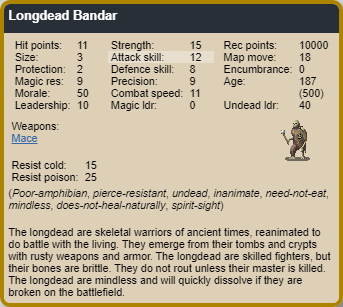 Longdead Bandar
Hit points: 11 Strength: 15 Rec points: 10000
Size: 3 Attack skill: 12 Map move: 18
Protection: 2 Defence skill: 8 Encumbrance: 0
Magic res: 9 Precision: 9 Age: 187
Morale: 50 Combat speed: 11 (500)
Leadership: 10 Magic ldr: 0 Undead ldr: 40
Weapons:
Mace
Resist cold: 15
Resist poison: 25
(Poor-amphibian, pierce-resistant, undead, inanimate, need-not-eat,
mindless, does-not-heal-naturally, spirit-sight)
The longdead are skeletal warriors of ancient times, reanimated to
do battle with the living. They emerge from their tombs and crypts
with rusty weapons and armor. The longdead are skilled fighters, but
their bones are brittle. They do not rout unless their master is killed.
The longdead are mindless and will quickly dissolve if they are
broken on the battlefield.